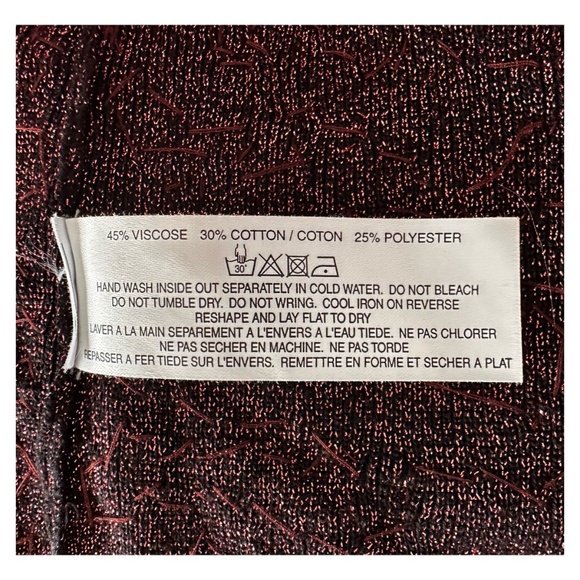 45% VISCOSE 30% COTTON / COTON 25% POLYESTER
30°
HAND WASH INSIDE OUT SEPARATELY IN COLD WATER. DO NOT BLEACH
DO NOT TUMBLE DRY. DO NOT WRING. COOL IRON ON REVERSE
RESHAPE AND LAY FLAT TO DRY
LAVER A LA MAIN SEPAREMENT A L'ENVERS A L'EAU TIEDE. NE PAS CHLORER
NE PAS SECHER EN MACHINE. NE PAS TORDE
REPASSER A FER TIEDE SUR L'ENVERS. REMETTRE EN FORME ET SECHER A PLAT